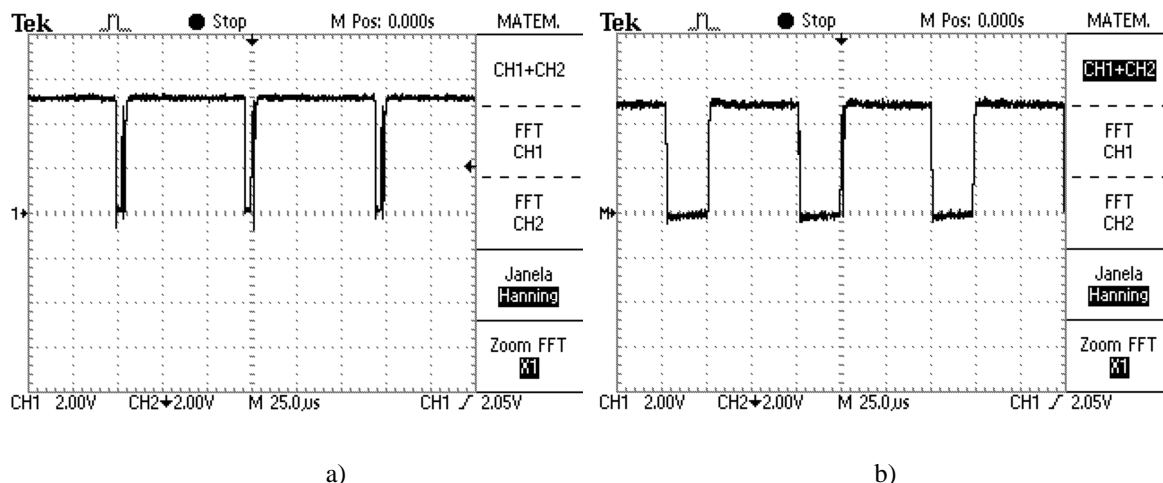 Tek Stop M Pos: 0.000s MATEM.
CH1+CH2
FFT
CH1
FFT
CH2
Janela
Hanning
Zoom FFT
X1
1
CH1 2.00V CH2 2.00V M 25.0µs CH1 2.05V
a)
Tek Stop M Pos: 0.000s MATEM.
CH1+CH2
FFT
CH1
FFT
CH2
Janela
Hanning
Zoom FFT
X1
M
CH1 2.00V CH2 2.00V M 25.0µs CH1 2.05V
b)